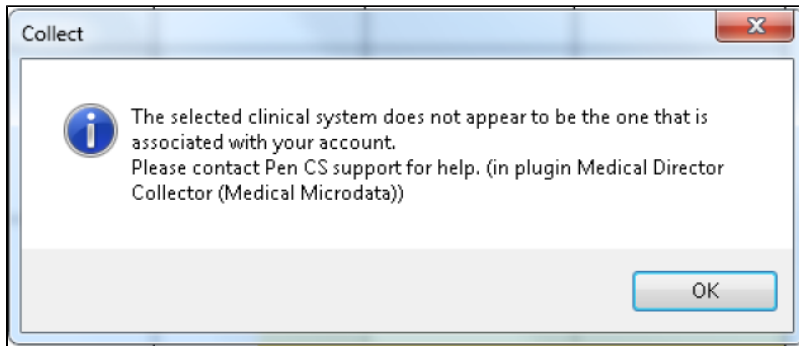 Collect
The selected clinical system does not appear to be the one that is
associated with your account.
Please contact Pen CS support for help. (in plugin Medical Director
Collector (Medical Microdata))
OK